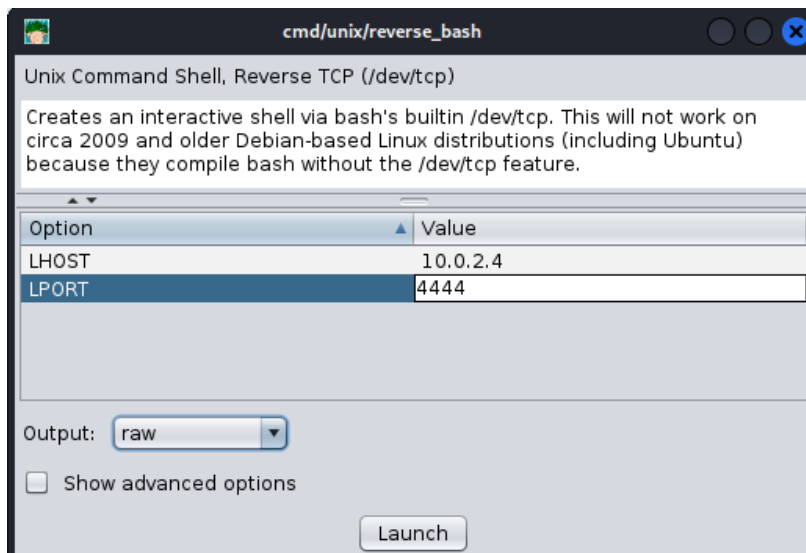 cmd/unix/reverse_bash
Unix Command Shell, Reverse TCP (/dev/tcp)
Creates an interactive shell via bash's builtin /dev/tcp. This will not work on
circa 2009 and older Debian-based Linux distributions (including Ubuntu)
because they compile bash without the /dev/tcp feature.
Option Value
LHOST 10.0.2.4
LPORT 4444
Output: raw
Show advanced options
Launch